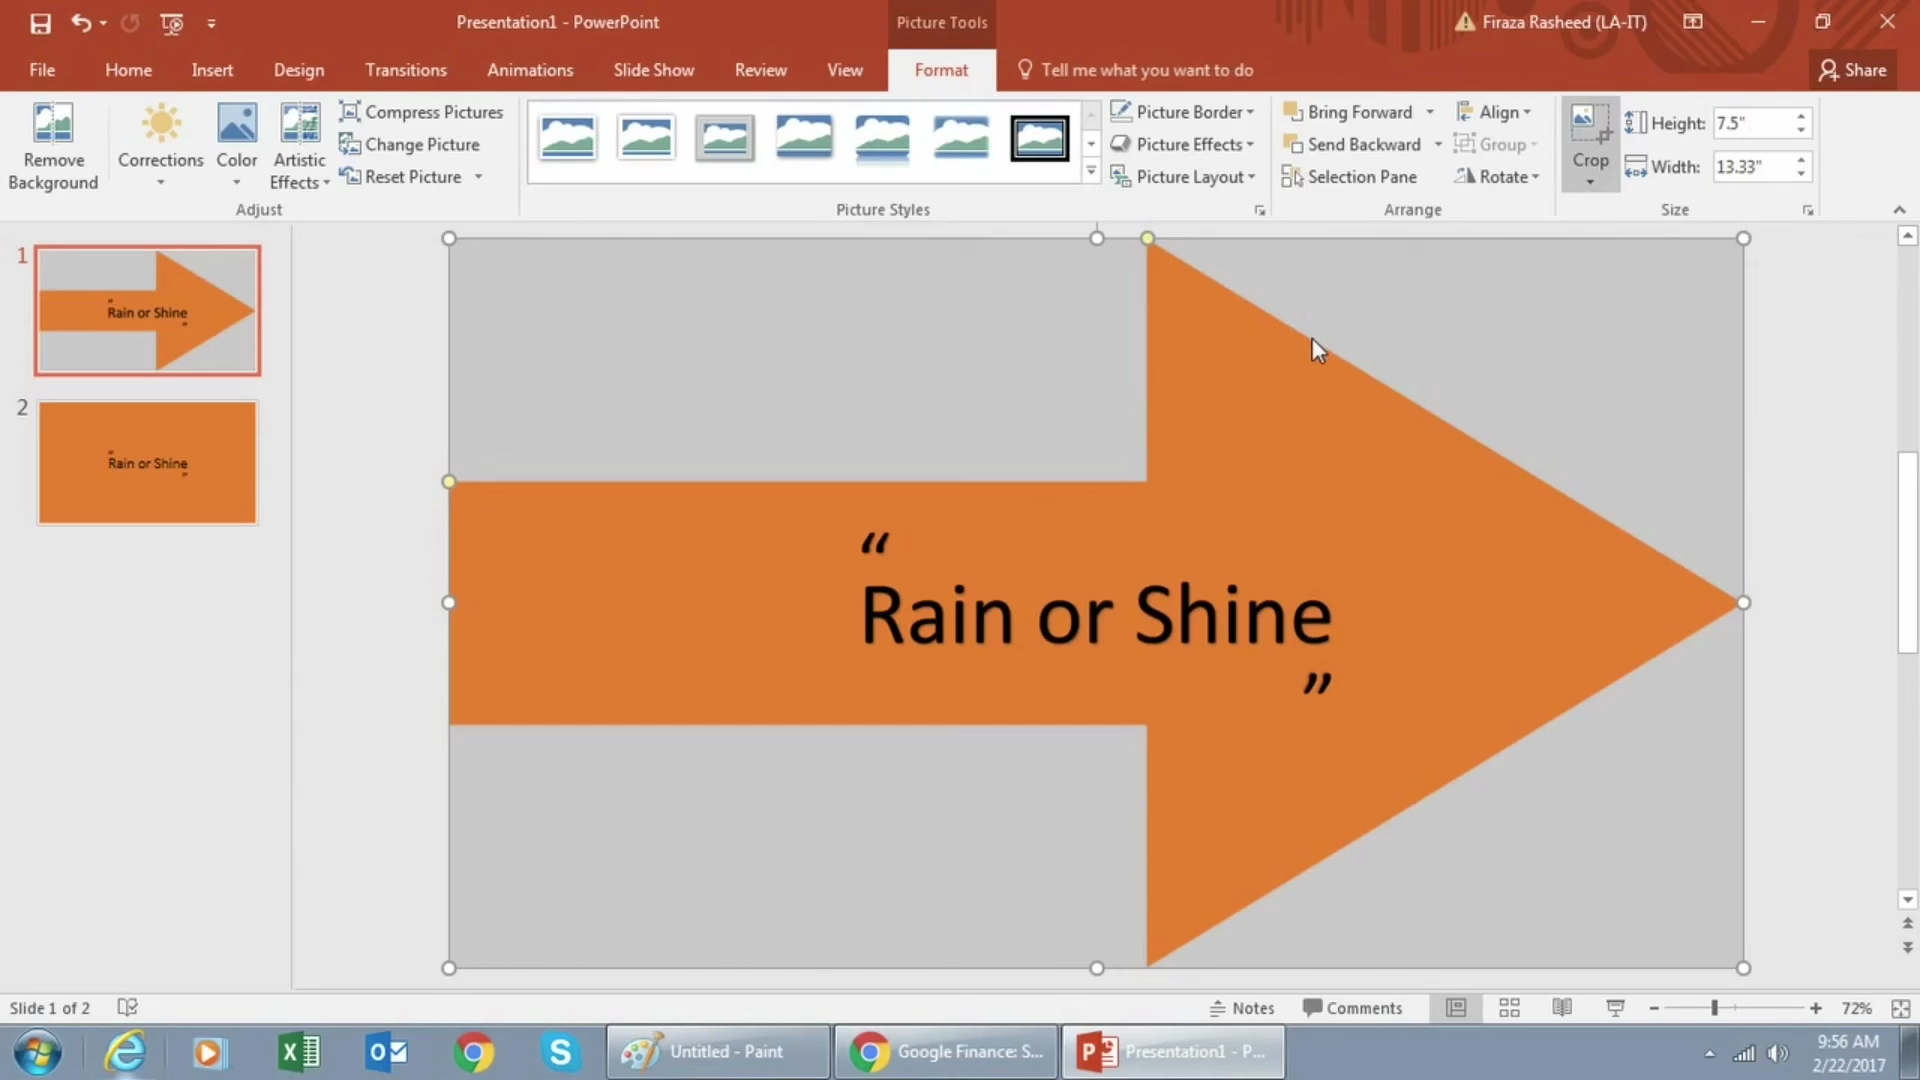 Presentation1 - PowerPoint
Picture Tools
Firaza Rasheed (LA-IT)
File
Home
Insert
Design
Transitions
Animations
Slide Show
Review
View
Format
Tell me what you want to do
Share
Remove Background
Corrections
Color
Artistic Effects
Compress Pictures
Change Picture
Reset Picture
Adjust
Picture Styles
Picture Border
Picture Effects
Picture Layout
Bring Forward
Send Backward
Selection Pane
Align
Group
Rotate
Arrange
Crop
Height: 7.5"
Width: 13.33"
Size
1
“
Rain or Shine
”
2
“
Rain or Shine
”
“
Rain or Shine
”
Slide 1 of 2
Notes
Comments
72%
Untitled - Paint
Google Finance: S...
Presentation1 - P...
9:56 AM
2/22/2017